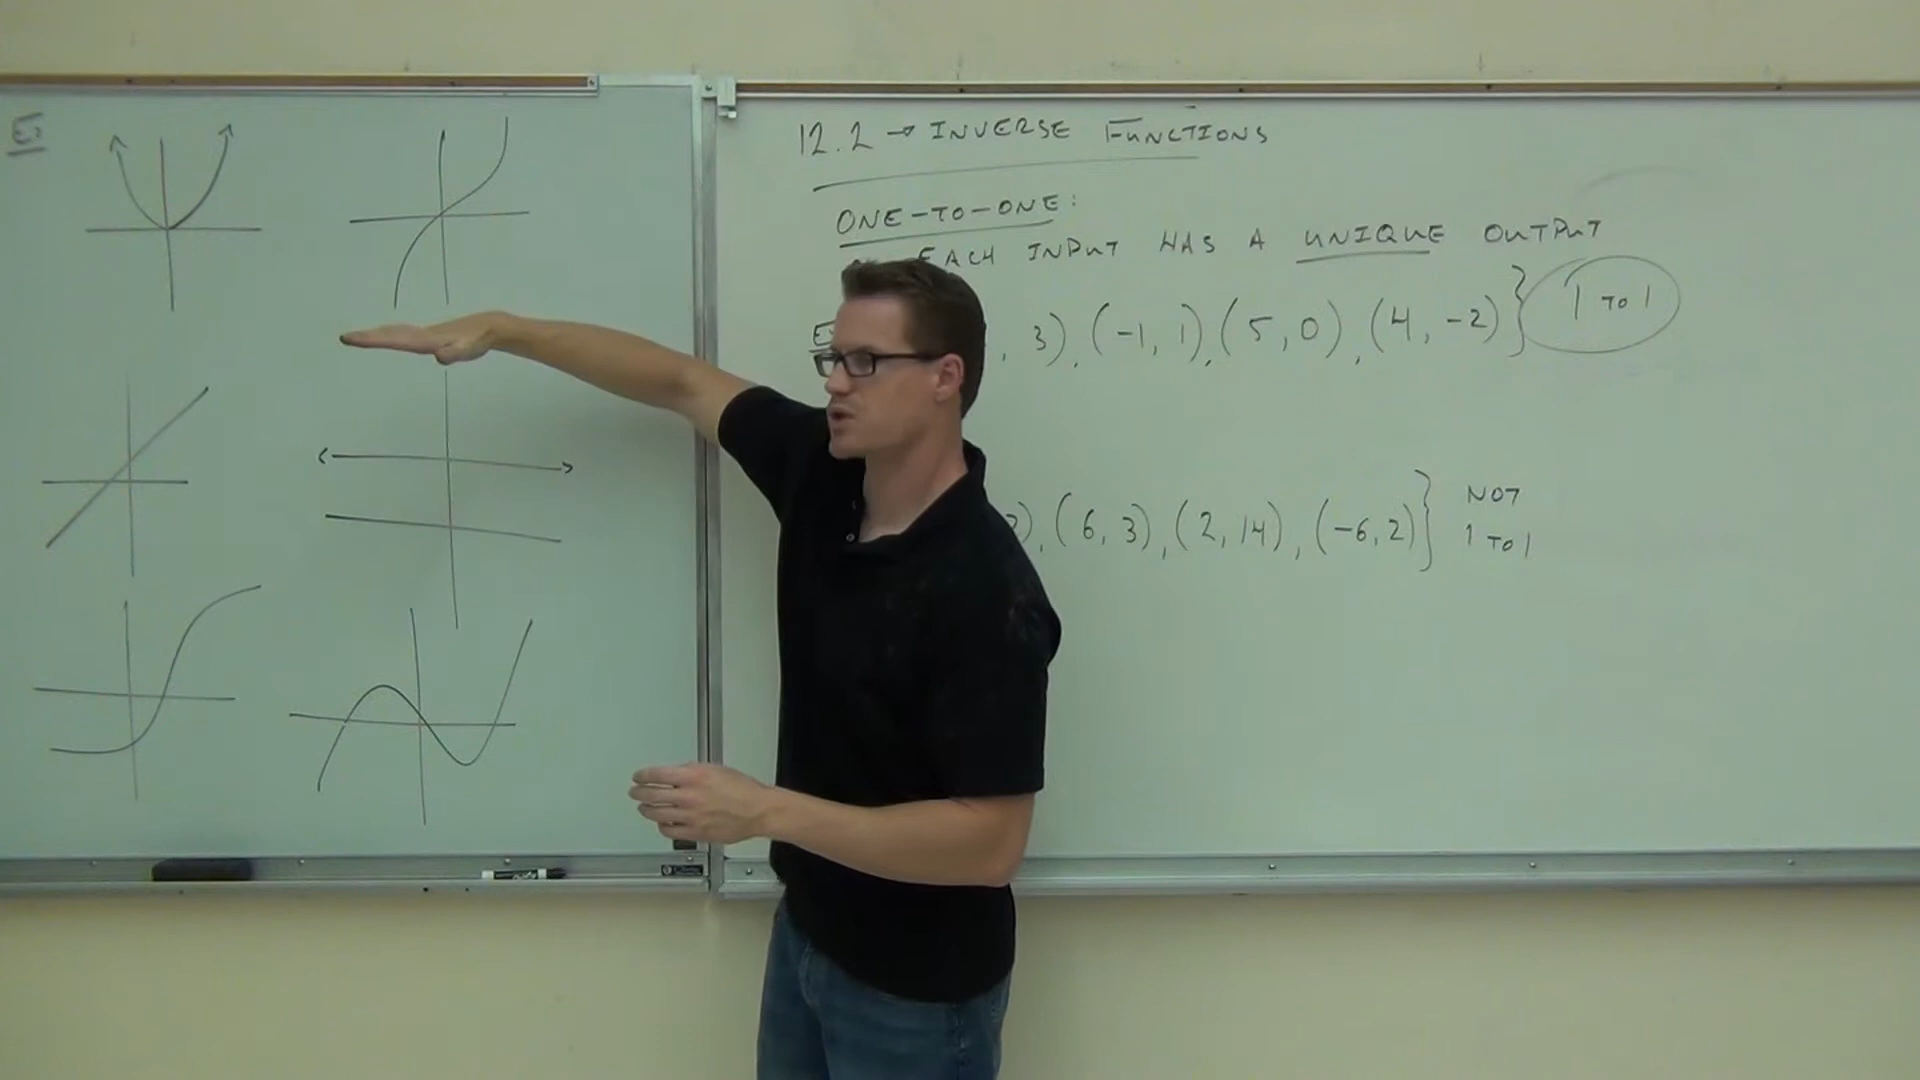 Ex
12.2 → INVERSE FUNCTIONS
ONE-TO-ONE:
EACH INPUT HAS A UNIQUE OUTPUT
Ex , 3), (-1, 1), (5, 0), (4, -2)} 1 TO 1
), (6, 3), (2, 14), (-6, 2)} NOT
1 TO 1